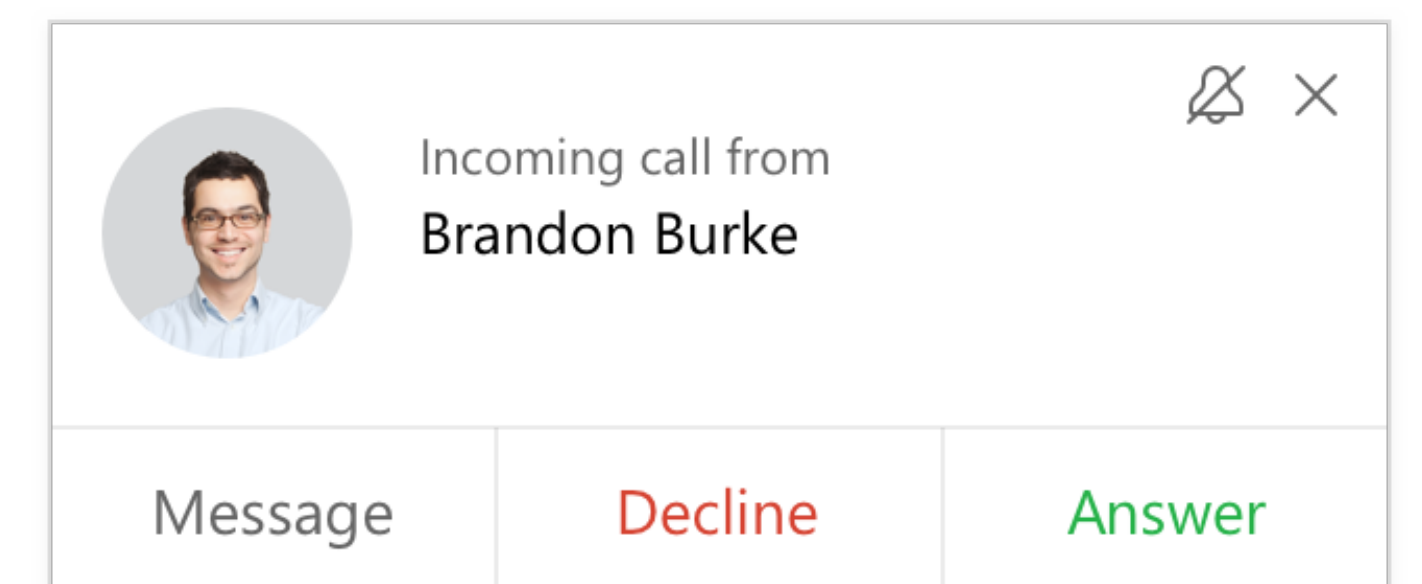 Incoming call from
Brandon Burke
Message
Decline
Answer